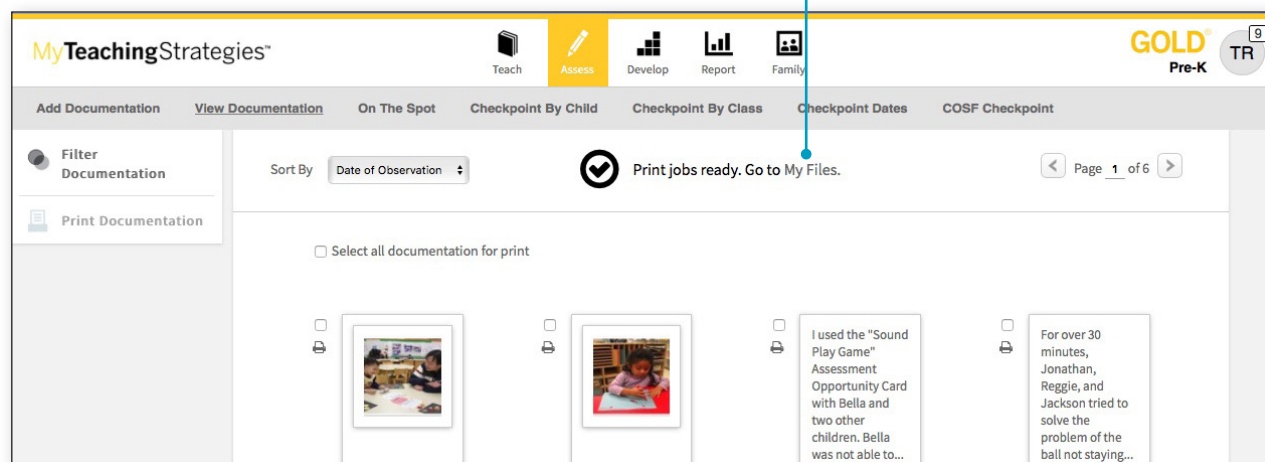 MyTeachingStrategies™
Teach
Assess
Develop
Report
Family
GOLD®
Pre-K
TR
9
Add Documentation
View Documentation
On The Spot
Checkpoint By Child
Checkpoint By Class
Checkpoint Dates
COSF Checkpoint
Filter
Documentation
Print Documentation
Sort By
Date of Observation
Print jobs ready. Go to My Files.
Page 1 of 6
Select all documentation for print
I used the "Sound
Play Game"
Assessment
Opportunity Card
with Bella and
two other
children. Bella
was not able to...
For over 30
minutes,
Jonathan,
Reggie, and
Jackson tried to
solve the
problem of the
ball not staying...